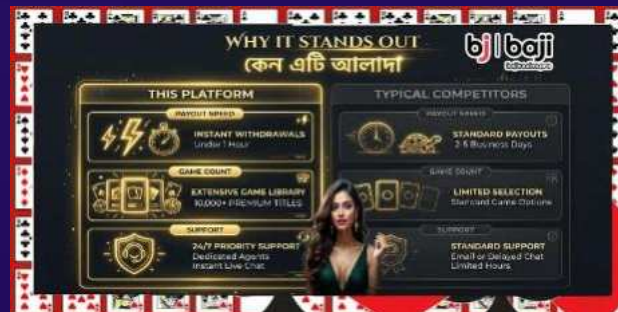 WHY IT STANDS OUT
কেন এটি আলাদা
bj baji
THIS PLATFORM
PAYOUT SPEED
INSTANT WITHDRAWALS
Under 1 Hour
GAME COUNT
EXTENSIVE GAME LIBRARY
10,000+ PREMIUM TITLES
SUPPORT
24/7 PRIORITY SUPPORT
Dedicated Agents
Instant Live Chat
TYPICAL COMPETITORS
PAYOUT SPEED
STANDARD PAYOUTS
Business Days
GAME COUNT
LIMITED SELECTION
Standard Game Options
SUPPORT
STANDARD SUPPORT
Email or Delayed Chat
Limited Hours